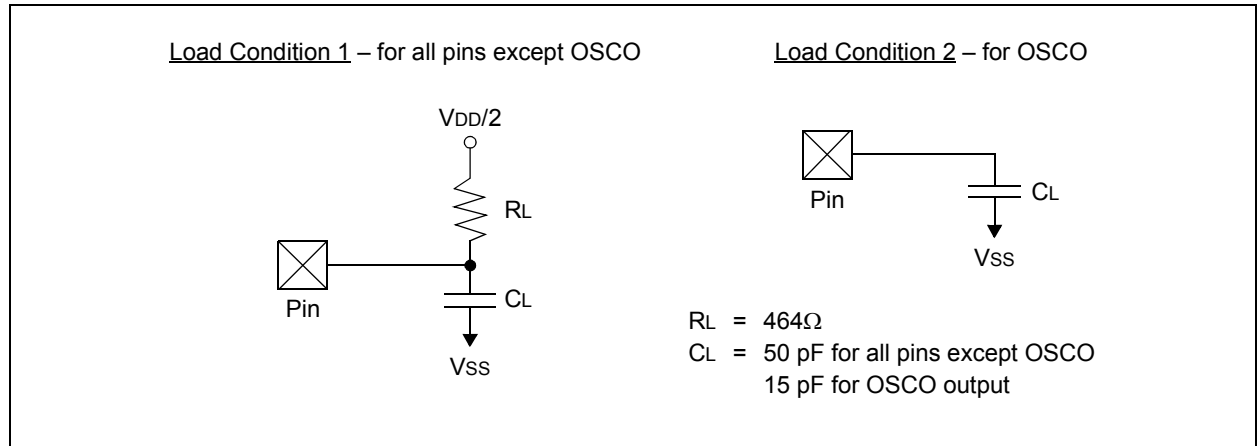 Load Condition 1 – for all pins except OSCO
VDD/2
RL
Pin
CL
VSS
Load Condition 2 – for OSCO
Pin
CL
VSS
RL = 464Ω
CL = 50 pF for all pins except OSCO
15 pF for OSCO output